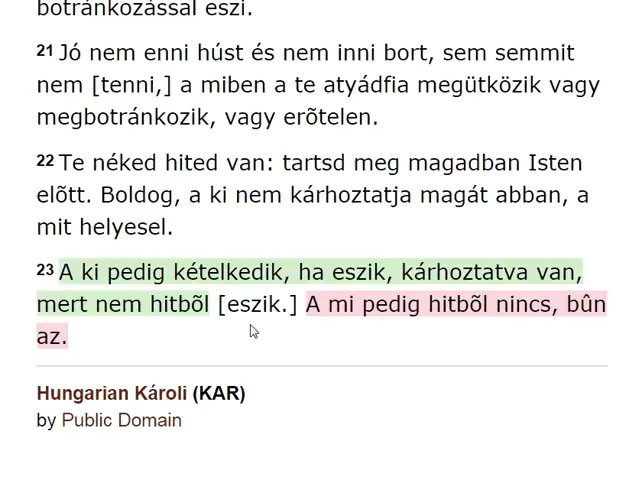 botránkozással eszi.
21 Jó nem enni húst és nem inni bort, sem semmit
nem [tenni,] a miben a te atyádfia megütközik vagy
megbotránkozik, vagy erõtelen.
22 Te néked hited van: tartsd meg magadban Isten
elõtt. Boldog, a ki nem kárhoztatja magát abban, a
mit helyesel.
23 A ki pedig kételkedik, ha eszik, kárhoztatva van,
mert nem hitbõl [eszik.] A mi pedig hitbõl nincs, bûn
az.
Hungarian Károli (KAR)
by Public Domain